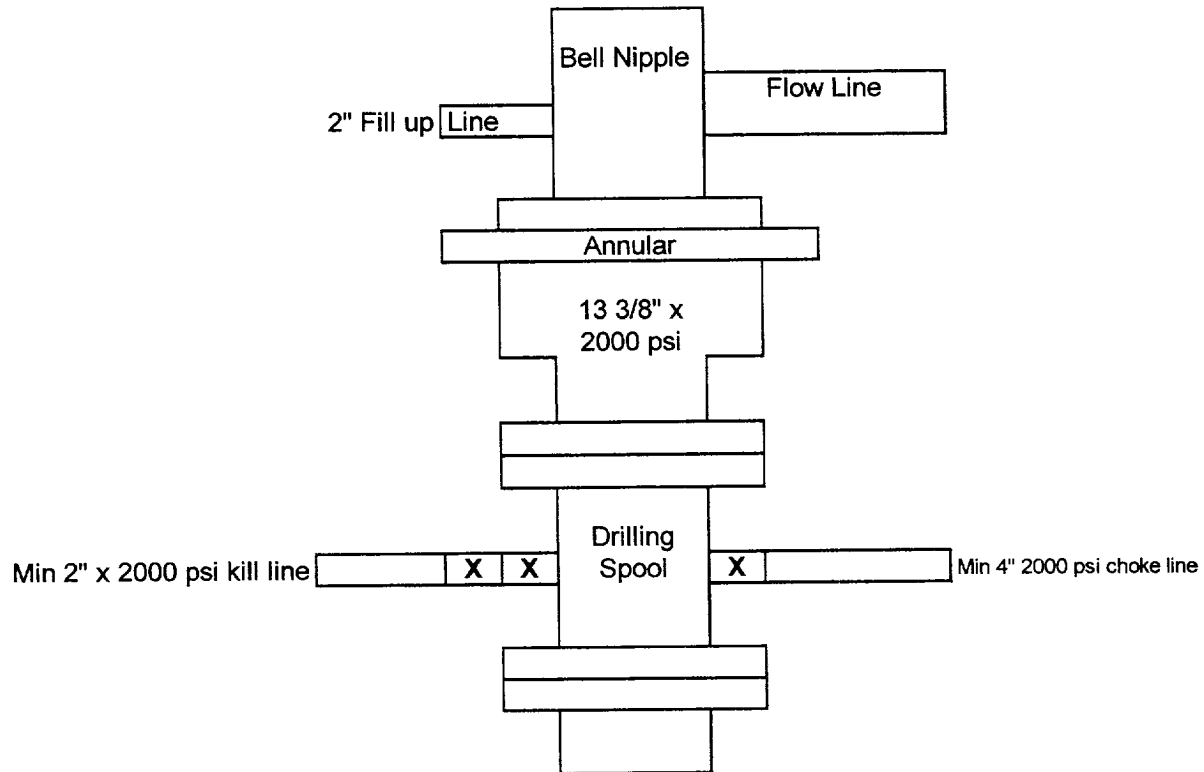 Bell Nipple
Flow Line
2" Fill up Line
Annular
13 3/8" x
2000 psi
Drilling
Spool
Min 2" x 2000 psi kill line
X X
X
Min 4" 2000 psi choke line